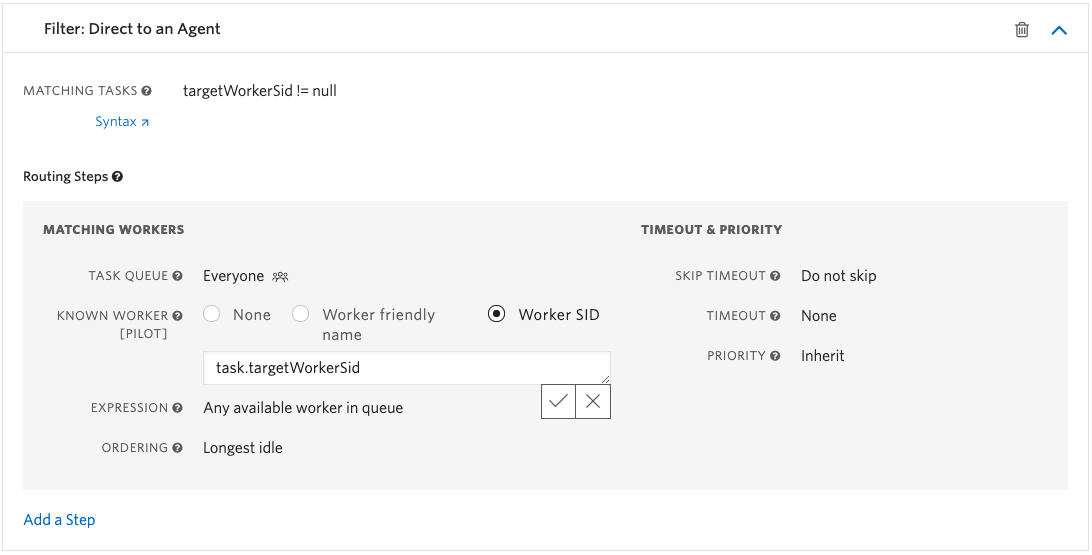 Filter: Direct to an Agent
MATCHING TASKS
targetWorkerSid != null
Syntax
Routing Steps
MATCHING WORKERS
TASK QUEUE
Everyone
KNOWN WORKER
[PILOT]
None
Worker friendly
name
Worker SID
task.targetWorkerSid
EXPRESSION
Any available worker in queue
ORDERING
Longest idle
TIMEOUT & PRIORITY
SKIP TIMEOUT
Do not skip
TIMEOUT
None
PRIORITY
Inherit
Add a Step